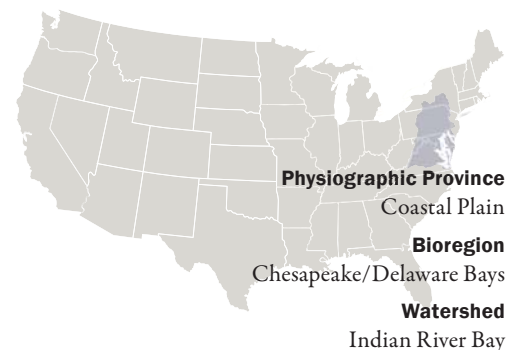 Physiographic Province
Coastal Plain
Bioregion
Chesapeake/Delaware Bays
Watershed
Indian River Bay